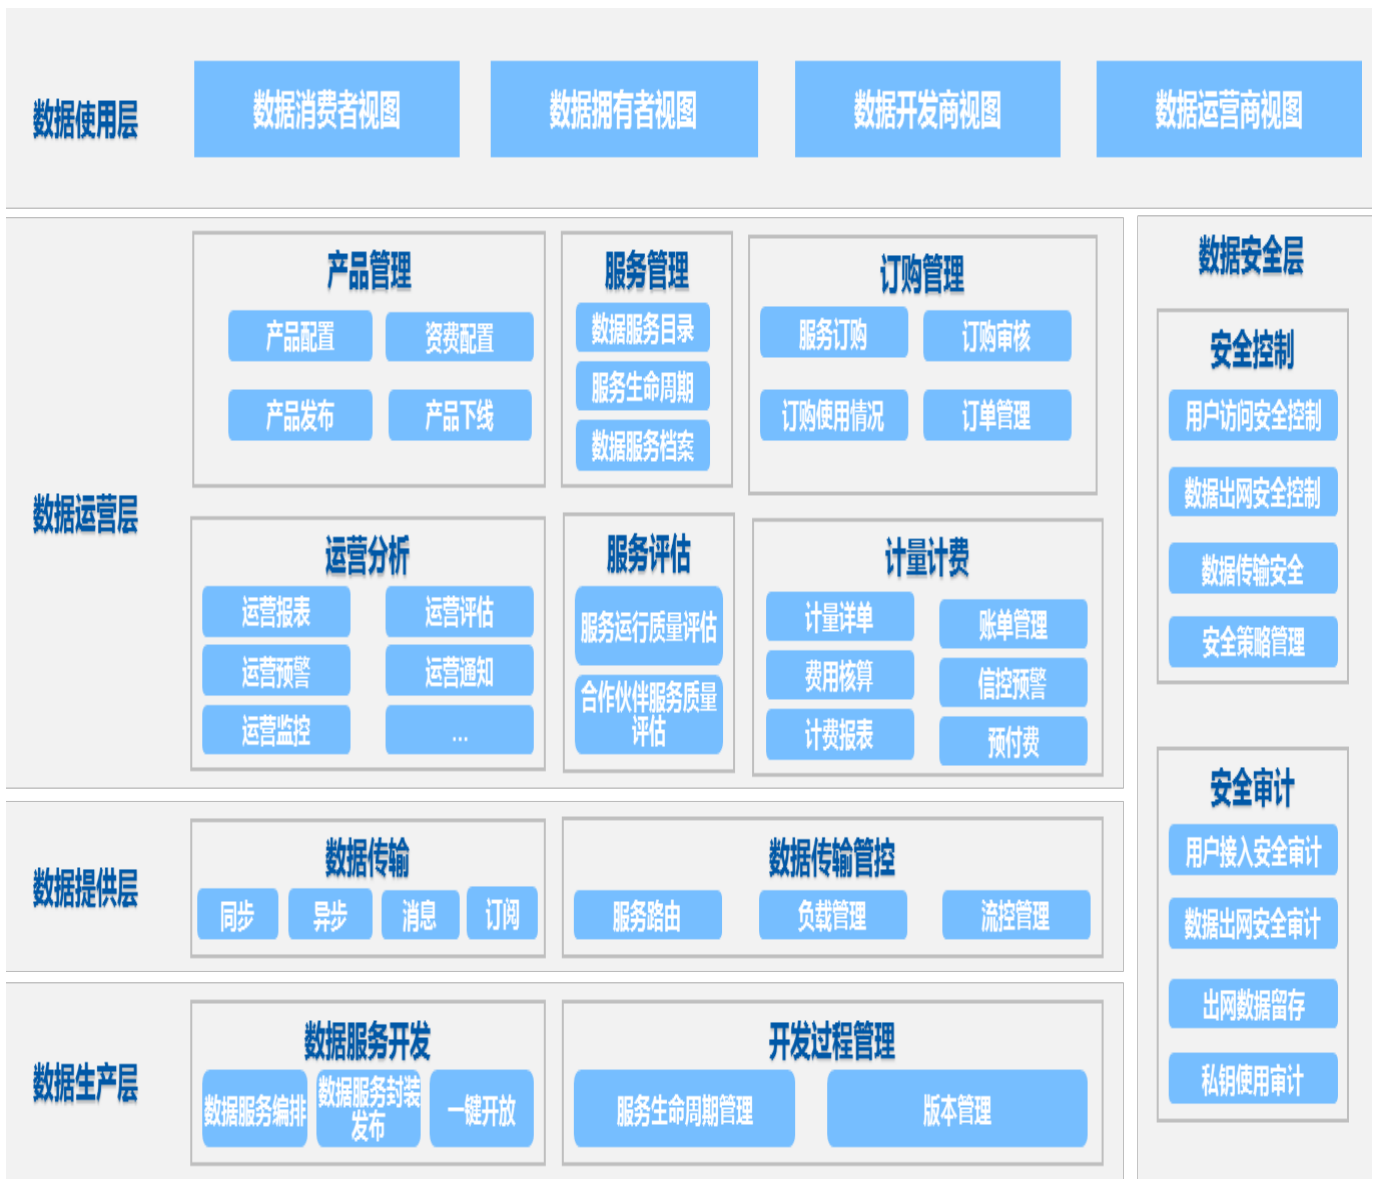 数据使用层
数据消费者视图
数据拥有者视图
数据开发商视图
数据运营商视图
数据运营层
产品管理
产品配置
资费配置
产品发布
产品下线
服务管理
数据服务目录
服务生命周期
数据服务档案
订购管理
服务订购
订购审核
订购使用情况
订单管理
运营分析
运营报表
运营评估
运营预警
运营通知
运营监控
...
服务评估
服务运行质量评估
合作伙伴服务质量
评估
计量计费
计量详单
账单管理
费用核算
信控预警
计费报表
预付费
数据提供层
数据传输
同步
异步
消息
订阅
数据传输管控
服务路由
负载管理
流控管理
数据生产层
数据服务开发
数据服务编排
数据服务封装
发布
一键开放
开发过程管理
服务生命周期管理
版本管理
数据安全层
安全控制
用户访问安全控制
数据出网安全控制
数据传输安全
安全策略管理
安全审计
用户接入安全审计
数据出网安全审计
出网数据留存
私钥使用审计